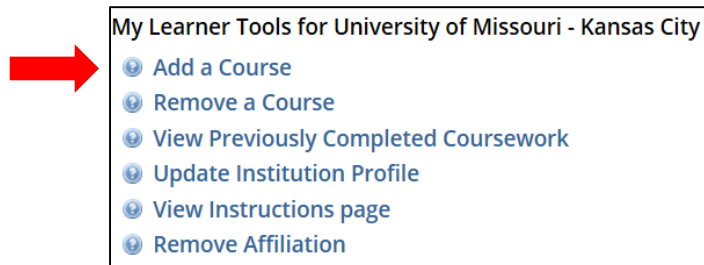 My Learner Tools for University of Missouri - Kansas City
Add a Course
Remove a Course
View Previously Completed Coursework
Update Institution Profile
View Instructions page
Remove Affiliation